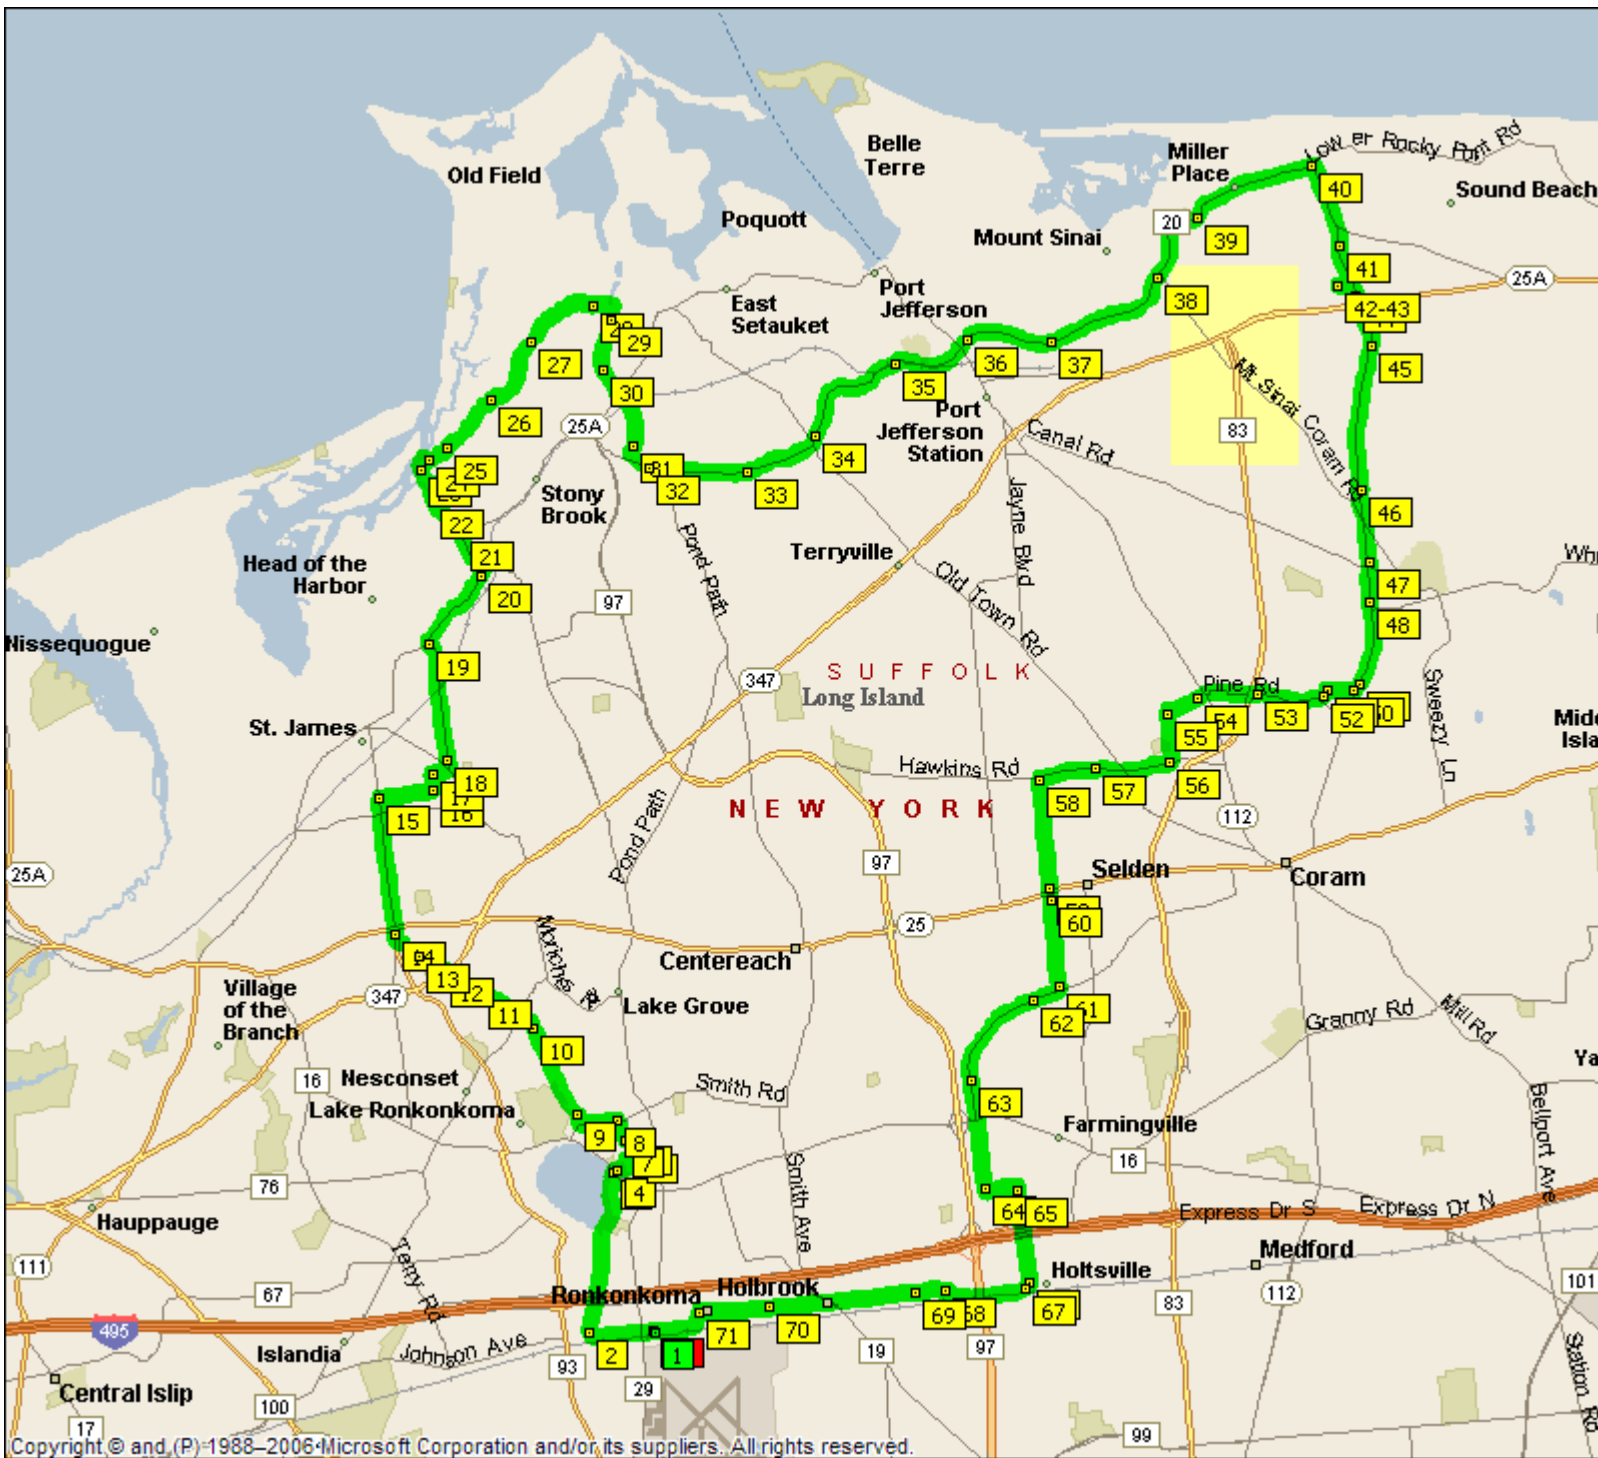 Lower Rocky Point Rd
Belle
Terre
Miller
Place
Old Field
40
Sound Beach
Poquott
20
39
Mount Sinai
41
25A
Port
Jefferson
38
East
Setauket
42-43
29
27
36
37
45
35
30
Mt Sinai Coram Rd
26
Port
Jefferson
Station
25A
83
Canal Rd
34
25
31
32
33
Stony
Brook
Jayne Blvd
46
22
Pond Path
Terryville
21
Head of the
Harbor
Old Town Rd
47
20
97
48
Nissequogue
19
SUFFOLK
347
Long Island
Pine Rd
Sweezy Ln
54
53
52
St. James
55
Hawkins Rd
18
57
56
58
NEW YORK
15
16
112
Pond Path
25A
97
Selden
Coram
25
60
Moriches R
Centereach
14
13
12
347
Village
of the
Branch
11
Lake Grove
61
62
Granny Rd
Mill Rd
10
16
Nesconset
Smith Rd
Lake Ronkonkoma
63
Bellport Ave
9
8
Farmingville
7
16
4
76
Smith Ave
64
65
Express Dr S
Express Dr N
Hauppauge
Medford
111
Terry Rd
Holtsville
101
67
Ronkonkoma
Holbrook
112
67
83
69
68
70
71
495
2
1
Islandia
Johnson Ave
93
19
97
Station Rd
29
Central Islip
100
17
99
Copyright © and (P) 1988–2006 Microsoft Corporation and/or its suppliers. All rights reserved.